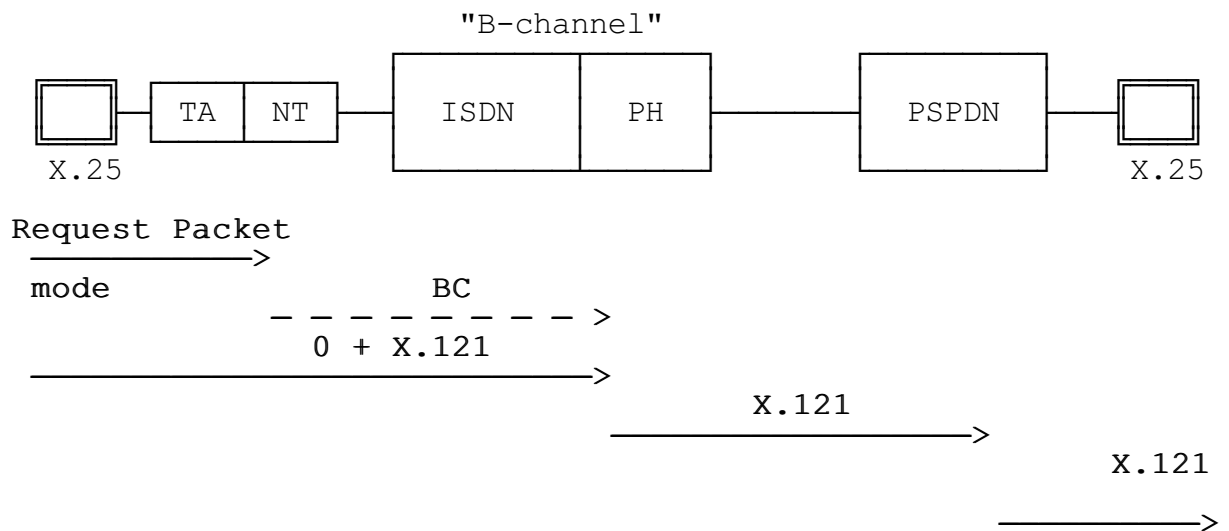 "B-channel"
TA NT ISDN PH PSPDN
X.25 X.25
Request Packet
mode BC
0 + X.121
X.121
X.121